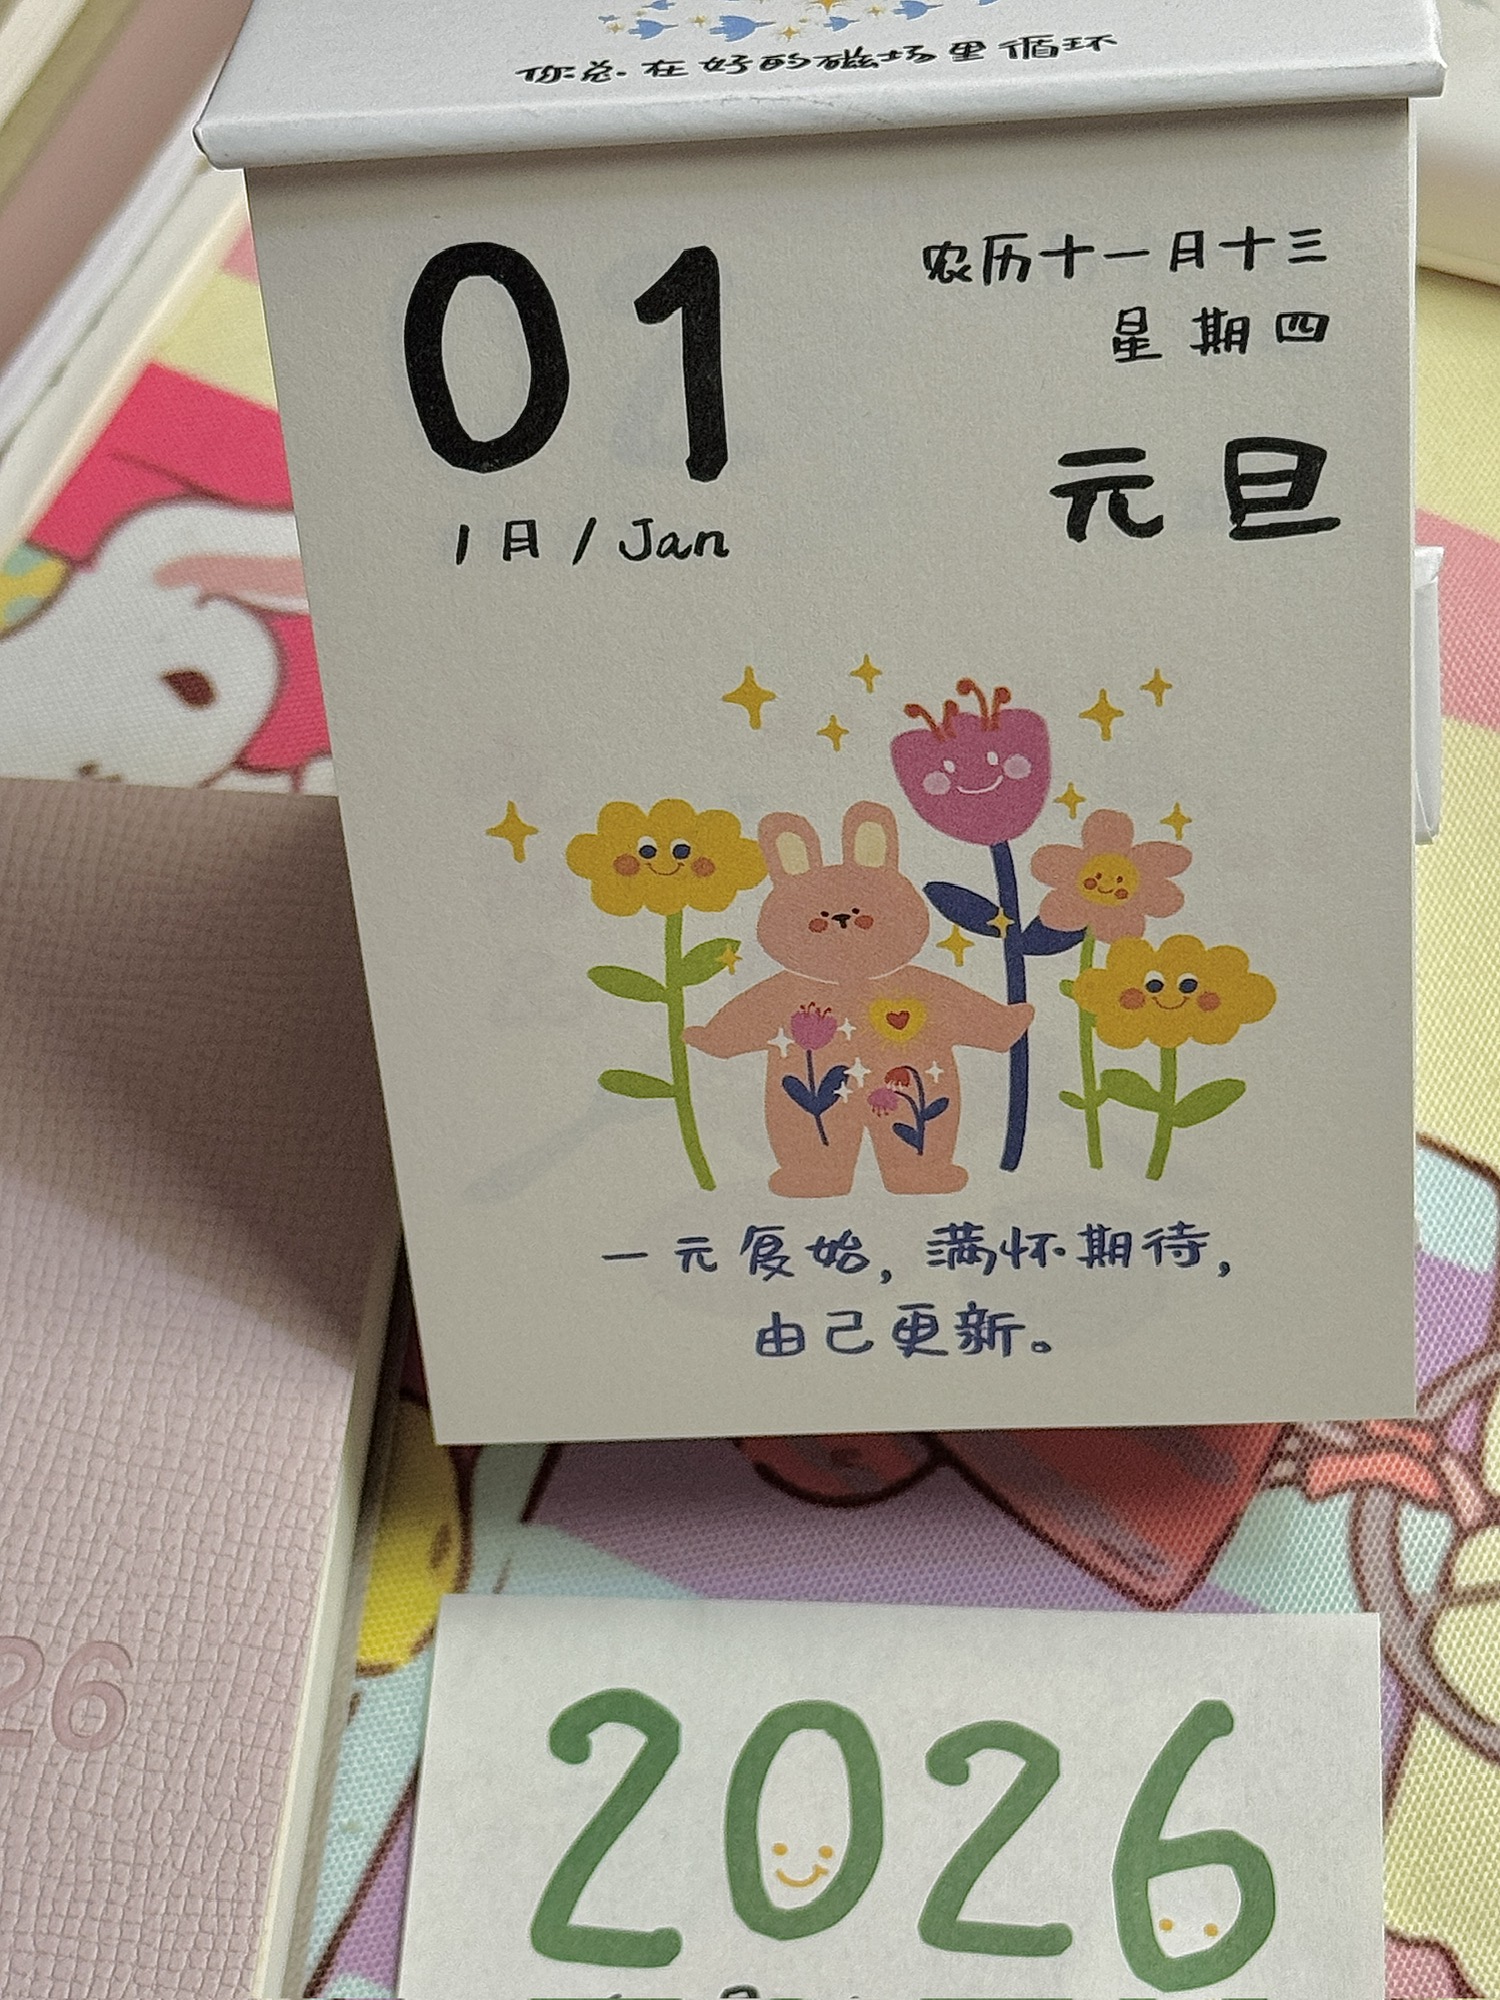 你总在好的磁场里循环
01
农历十一月十三
星期四
元旦
1月/Jan
一元复始，满怀期待，
由己更新。
26
2026